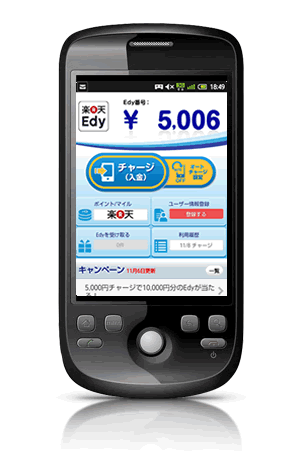 18:49
楽天
Edy
Edy番号:
¥ 5,006
チャージ
(入金)
オート
チャージ
設定
OFF
ポイント/マイル
楽天
ユーザー情報登録
登録する
Edyを受け取る
Off
利用履歴
11/8 チャージ
キャンペーン 11月6日更新
一覧
5,000円チャージで10,000円分のEdyが当た
る!